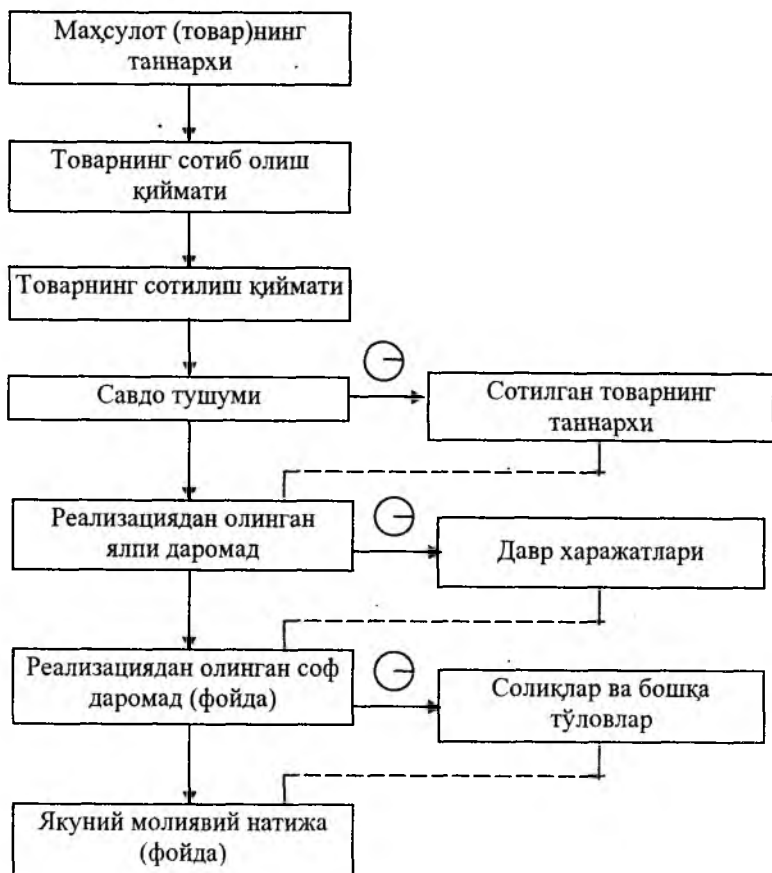 Маҳсулот (товар)нинг
таннархи
Товарнинг сотиб олиш
қиймати
Товарнинг сотилиш қиймати
Савдо тушуми
Сотилган товарнинг
таннархи
Реализациядан олинган
ялпи даромад
Давр харажатлари
Реализациядан олинган соф
даромад (фойда)
Солиқлар ва бошқа
тўловлар
Якуний молиявий натижа
(фойда)